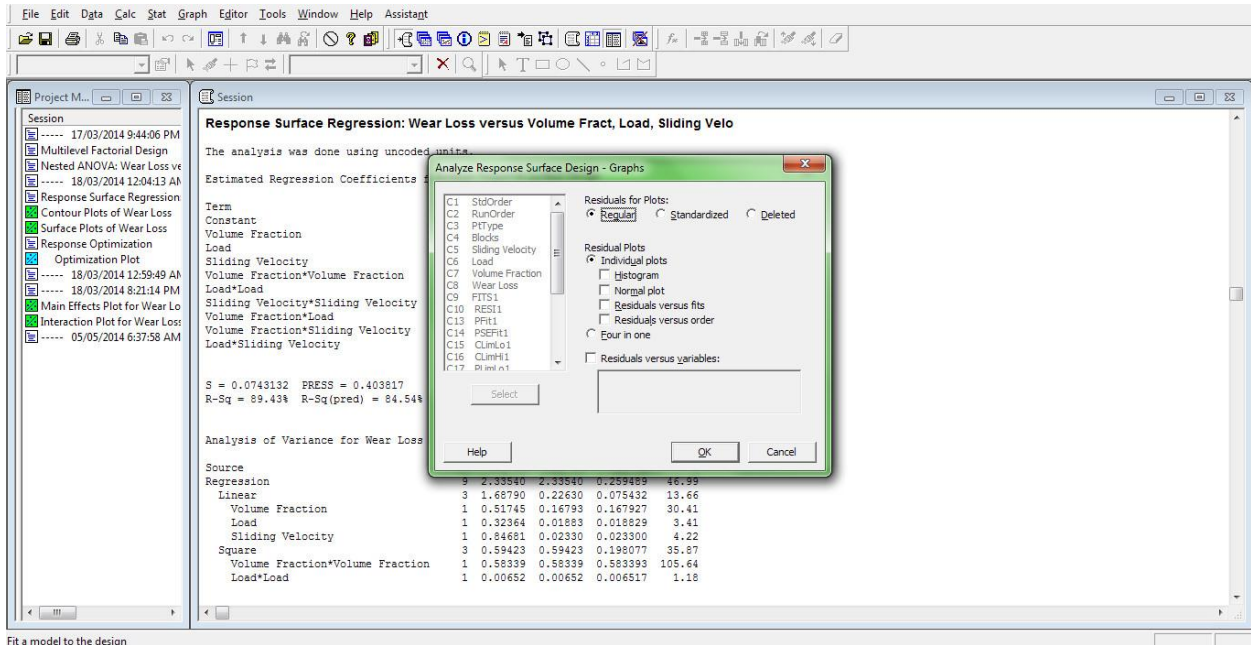 File Edit Data Calc Stat Graph Editor Tools Window Help Assistant
Project M...
Session
----- 17/03/2014 9:44:06 PM
Multilevel Factorial Design
Nested ANOVA: Wear Loss ve
----- 18/03/2014 12:04:13 AM
Response Surface Regression:
Contour Plots of Wear Loss
Surface Plots of Wear Loss
Response Optimization
Optimization Plot
----- 18/03/2014 12:59:49 AM
----- 18/03/2014 8:21:14 PM
Main Effects Plot for Wear Lo
Interaction Plot for Wear Loss
----- 05/05/2014 6:37:58 AM
Session
Response Surface Regression: Wear Loss versus Volume Fract, Load, Sliding Velo
The analysis was done using uncoded units.
Estimated Regression Coefficients
Term
Constant
Volume Fraction
Load
Sliding Velocity
Volume Fraction*Volume Fraction
Load*Load
Sliding Velocity*Sliding Velocity
Volume Fraction*Load
Volume Fraction*Sliding Velocity
Load*Sliding Velocity
S = 0.0743132 PRESS = 0.403817
R-Sq = 89.43% R-Sq(pred) = 84.54%
Analysis of Variance for Wear Loss
Source
Regression 9 2.33540 2.33540 0.259489 46.99
Linear 3 1.68790 0.22630 0.075432 13.66
Volume Fraction 1 0.51745 0.16793 0.167927 30.41
Load 1 0.32364 0.01883 0.018829 3.41
Sliding Velocity 1 0.84681 0.02330 0.023300 4.22
Square 3 0.59423 0.59423 0.198077 35.87
Volume Fraction*Volume Fraction 1 0.58339 0.58339 0.583393 105.64
Load*Load 1 0.00652 0.00652 0.006517 1.18
Analyze Response Surface Design - Graphs
C1 StdOrder
C2 RunOrder
C3 PtType
C4 Blocks
C5 Sliding Velocity
C6 Load
C7 Volume Fraction
C8 Wear Loss
C9 FITS1
C10 RESI1
C13 PFit1
C14 PSEFit1
C15 CLimLo1
C16 CLimHi1
C17 PLimLo1
Select
Residuals for Plots:
Regular Standardized Deleted
Residual Plots
Individual plots
Histogram
Normal plot
Residuals versus fits
Residuals versus order
Four in one
Residuals versus variables:
Help OK Cancel
Fit a model to the design